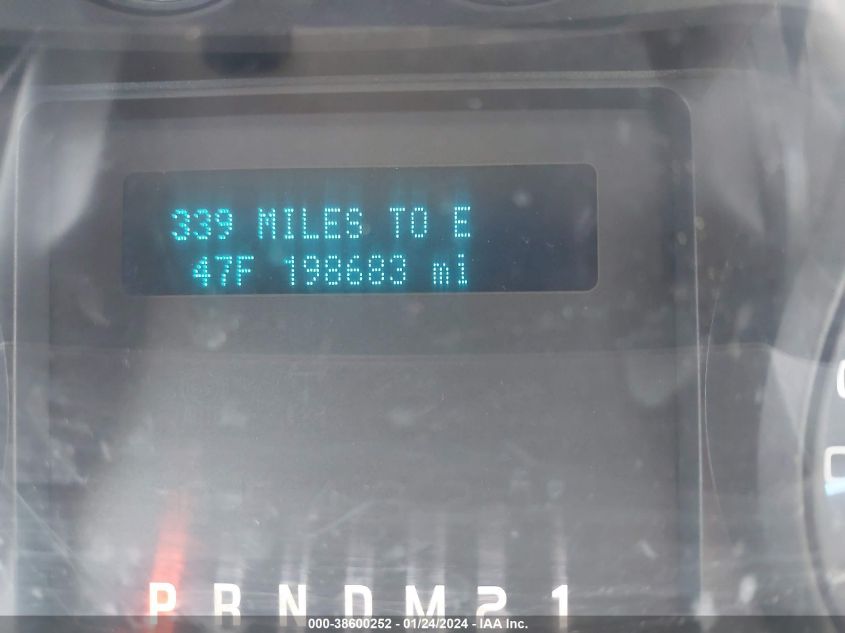 339 MILES TO E
47F 198683 mi
P R N D M 2 1
000-38600252 - 01/24/2024 - IAA, Inc.